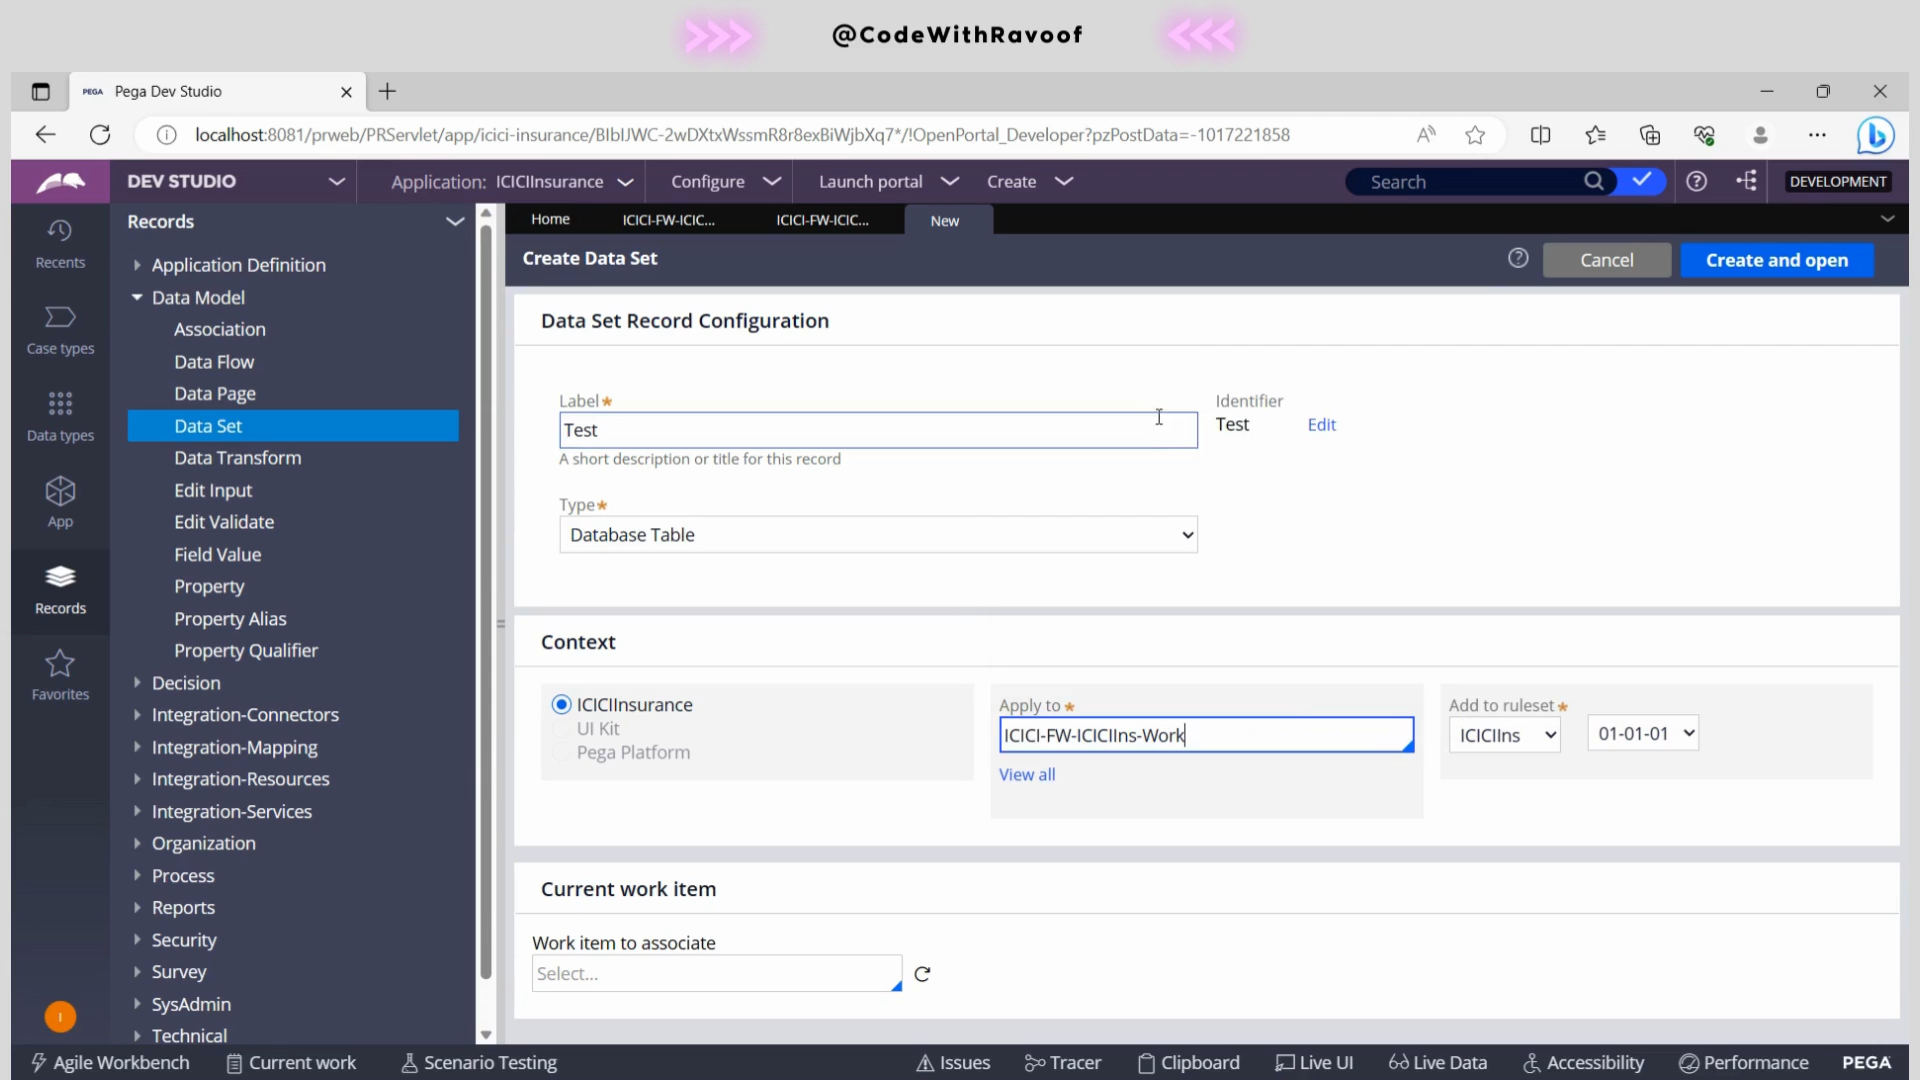 @CodeWithRavoof
PEGA Pega Dev Studio
localhost:8081/prweb/PRServlet/app/icici-insurance/BIbIJWC-2wDXtxWssmR8r8exBiWjbXq7*/!OpenPortal_Developer?pzPostData=-1017221858
DEV STUDIO
Application: ICICIInsurance
Configure
Launch portal
Create
Search
DEVELOPMENT
Recents
Case types
Data types
App
Records
Favorites
I
Records
Application Definition
Data Model
Association
Data Flow
Data Page
Data Set
Data Transform
Edit Input
Edit Validate
Field Value
Property
Property Alias
Property Qualifier
Decision
Integration-Connectors
Integration-Mapping
Integration-Resources
Integration-Services
Organization
Process
Reports
Security
Survey
SysAdmin
Technical
Home
ICICI-FW-ICIC...
ICICI-FW-ICIC...
New
Create Data Set
Cancel
Create and open
Data Set Record Configuration
Label*
Test
A short description or title for this record
Identifier
Test Edit
Type*
Database Table
Context
ICICIInsurance
UI Kit
Pega Platform
Apply to *
ICICI-FW-ICICIIns-Work
View all
Add to ruleset*
ICICIIns
01-01-01
Current work item
Work item to associate
Select...
Agile Workbench
Current work
Scenario Testing
Issues
Tracer
Clipboard
Live UI
Live Data
Accessibility
Performance
PEGA